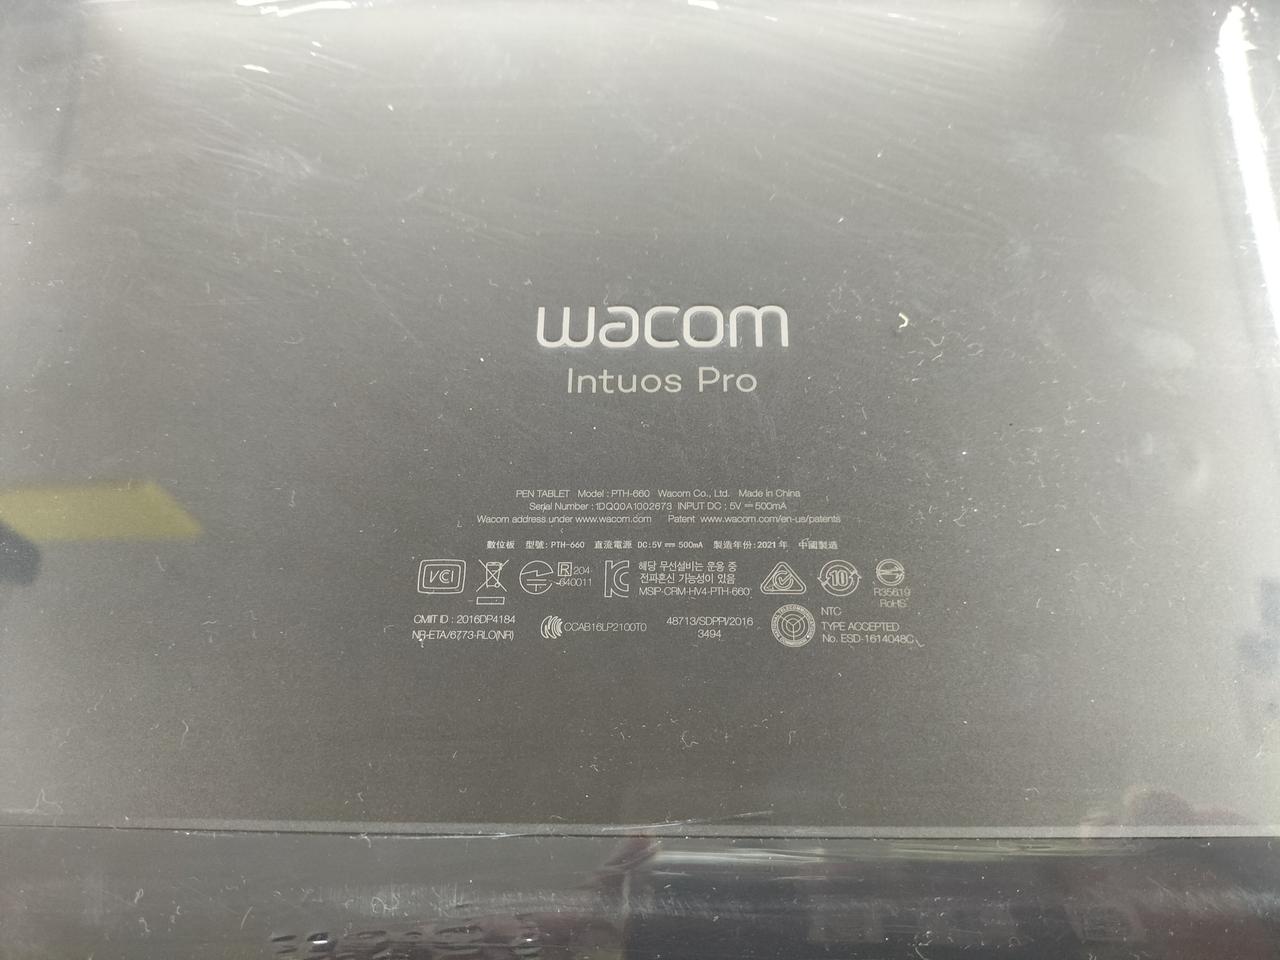 wacom
Intuos Pro
PEN TABLET Model : PTH-660 Wacom Co., Ltd. Made in China
Serial Number : 1DQ00A1002673 INPUT DC : 5V ⎓ 500mA
Wacom address under www.wacom.com Patent www.wacom.com/en-us/patents
數位板 型號: PTH-660 直流電源 DC:5V ⎓ 500mA 製造年份:2021年 中國製造
VCI
R 204
-640011
해당 무선설비는 운용 중
전파혼신 가능성이 있음
MSIP-CRM-HV4-PTH-660
10
R35619
RoHS
CMIIT ID : 2016DP4184
NR-ETA/6773-RLO(NR)
CCAB16LP2100T0
48713/SDPPI/2016
3494
NTC
TYPE ACCEPTED
No. ESD-1614048C